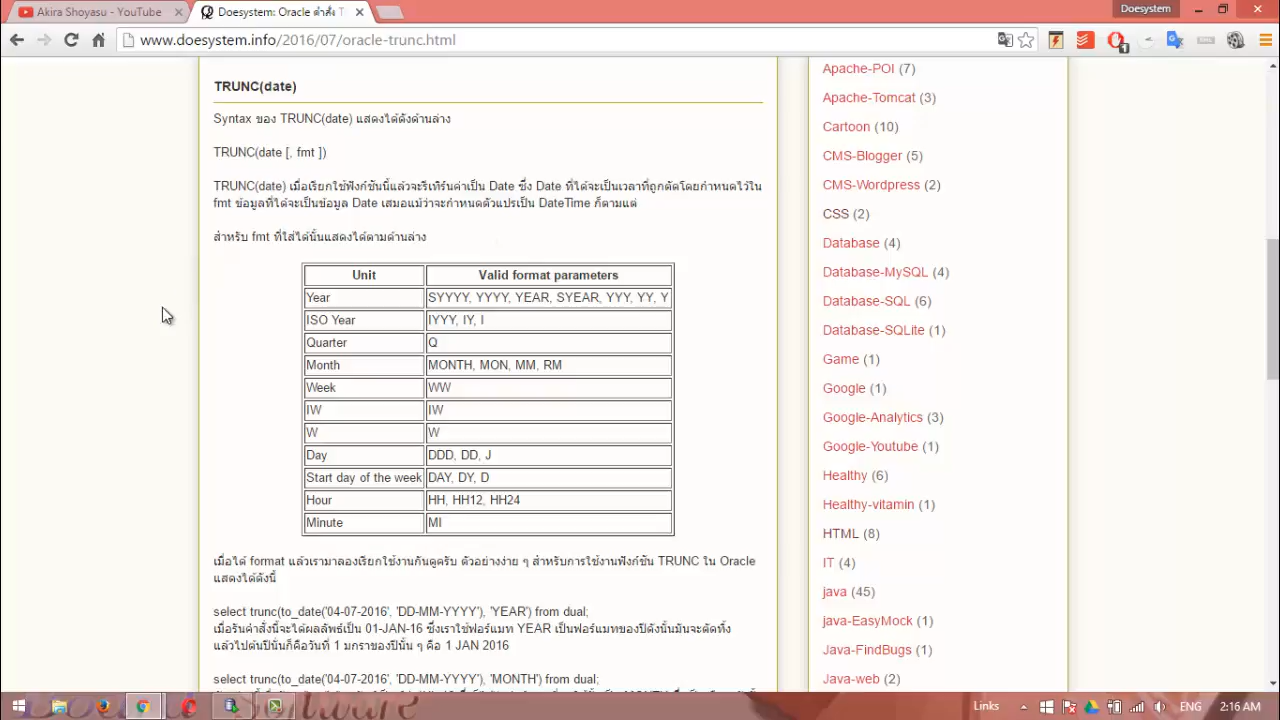 Akira Shoyasu - YouTube
Doesystem: Oracle คำสั่ง T
Doesystem
www.doesystem.info/2016/07/oracle-trunc.html
TRUNC(date)
Syntax ของ TRUNC(date) แสดงได้ดังด้านล่าง
TRUNC(date [, fmt ])
TRUNC(date) เมื่อเรียกใช้ฟังก์ชันนี้แล้วจะรีเทิร์นค่าเป็น Date ซึ่ง Date ที่ได้จะเป็นเวลาที่ถูกตัดโดยกำหนดไว้ใน
fmt ข้อมูลที่ได้จะเป็นข้อมูล Date เสมอแม้ว่าจะกำหนดตัวแปรเป็น DateTime ก็ตามแต่
สำหรับ fmt ที่ใส่ได้นั้นแสดงได้ตามด้านล่าง
Unit Valid format parameters
Year SYYYY, YYYY, YEAR, SYEAR, YYY, YY, Y
ISO Year IYYY, IY, I
Quarter Q
Month MONTH, MON, MM, RM
Week WW
IW IW
W W
Day DDD, DD, J
Start day of the week DAY, DY, D
Hour HH, HH12, HH24
Minute MI
เมื่อได้ format แล้วเรามาลองเรียกใช้งานกันดูครับ ตัวอย่างง่าย ๆ สำหรับการใช้งานฟังก์ชัน TRUNC ใน Oracle
แสดงได้ดังนี้
select trunc(to_date('04-07-2016', 'DD-MM-YYYY'), 'YEAR') from dual;
เมื่อรันคำสั่งนี้จะได้ผลลัพธ์เป็น 01-JAN-16 ซึ่งเราใช้ฟอร์แมท YEAR เป็นฟอร์แมทของปีดังนั้นมันจะตัดทิ้ง
แล้วไปต้นปีนั่นก็คือวันที่ 1 มกราของปีนั้น ๆ คือ 1 JAN 2016
select trunc(to_date('04-07-2016', 'DD-MM-YYYY'), 'MONTH') from dual;
Apache-POI (7)
Apache-Tomcat (3)
Cartoon (10)
CMS-Blogger (5)
CMS-Wordpress (2)
CSS (2)
Database (4)
Database-MySQL (4)
Database-SQL (6)
Database-SQLite (1)
Game (1)
Google (1)
Google-Analytics (3)
Google-Youtube (1)
Healthy (6)
Healthy-vitamin (1)
HTML (8)
IT (4)
java (45)
java-EasyMock (1)
Java-FindBugs (1)
Java-web (2)
Links
ENG
2:16 AM